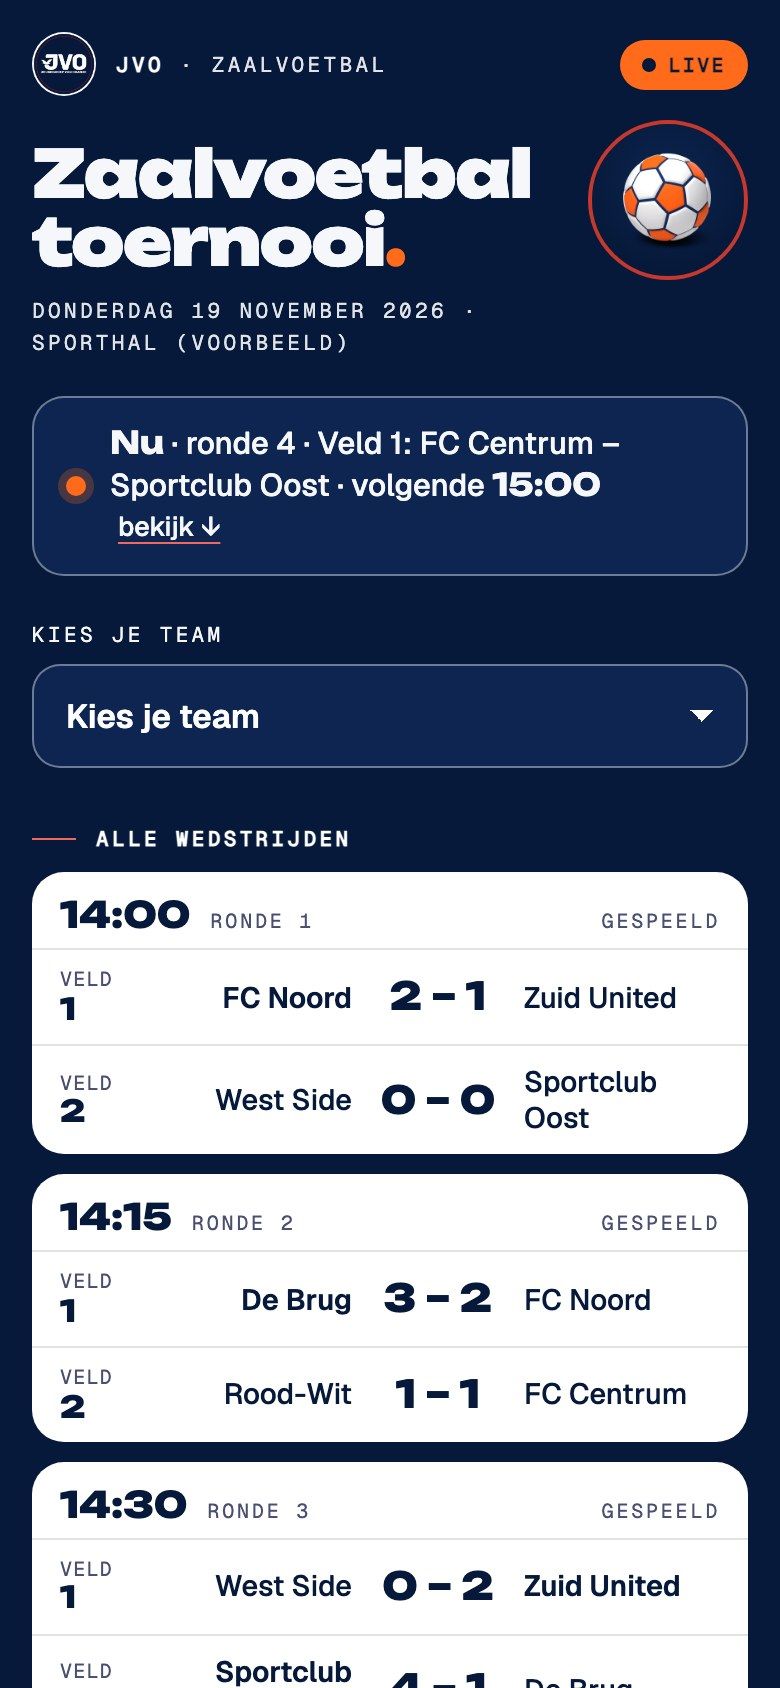 JVO
JVO · ZAALVOETBAL
LIVE
Zaalvoetbal
toernooi.
DONDERDAG 19 NOVEMBER 2026 ·
SPORTHAL (VOORBEELD)
Nu · ronde 4 · Veld 1: FC Centrum –
Sportclub Oost · volgende 15:00
bekijk ↓
KIES JE TEAM
Kies je team
ALLE WEDSTRIJDEN
14:00 RONDE 1 GESPEELD
VELD
1
FC Noord 2 – 1 Zuid United
VELD
2
West Side 0 – 0 Sportclub
Oost
14:15 RONDE 2 GESPEELD
VELD
1
De Brug 3 – 2 FC Noord
VELD
2
Rood-Wit 1 – 1 FC Centrum
14:30 RONDE 3 GESPEELD
VELD
1
West Side 0 – 2 Zuid United
VELD
Sportclub
4 – 1 De Brug